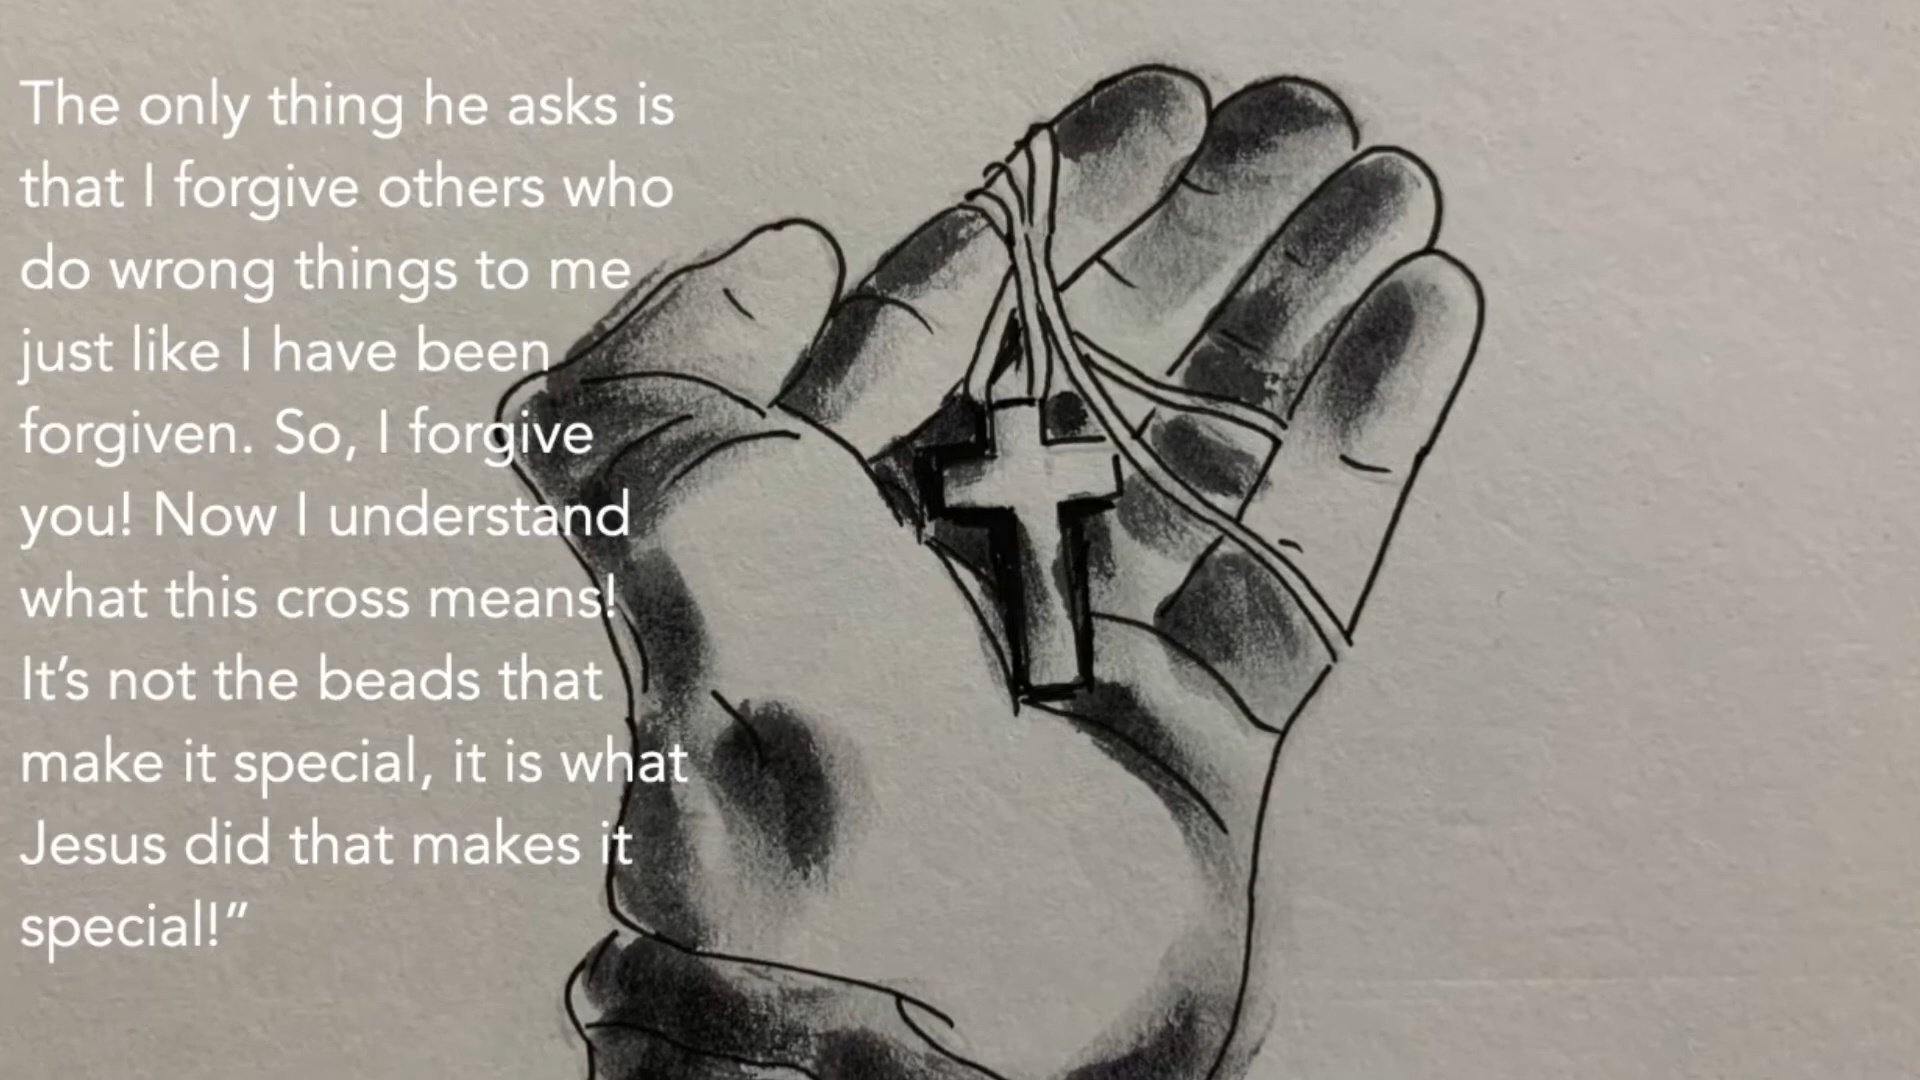 The only thing he asks is
that I forgive others who
do wrong things to me
just like I have been
forgiven. So, I forgive
you! Now I understand
what this cross means!
It’s not the beads that
make it special, it is what
Jesus did that makes it
special!”